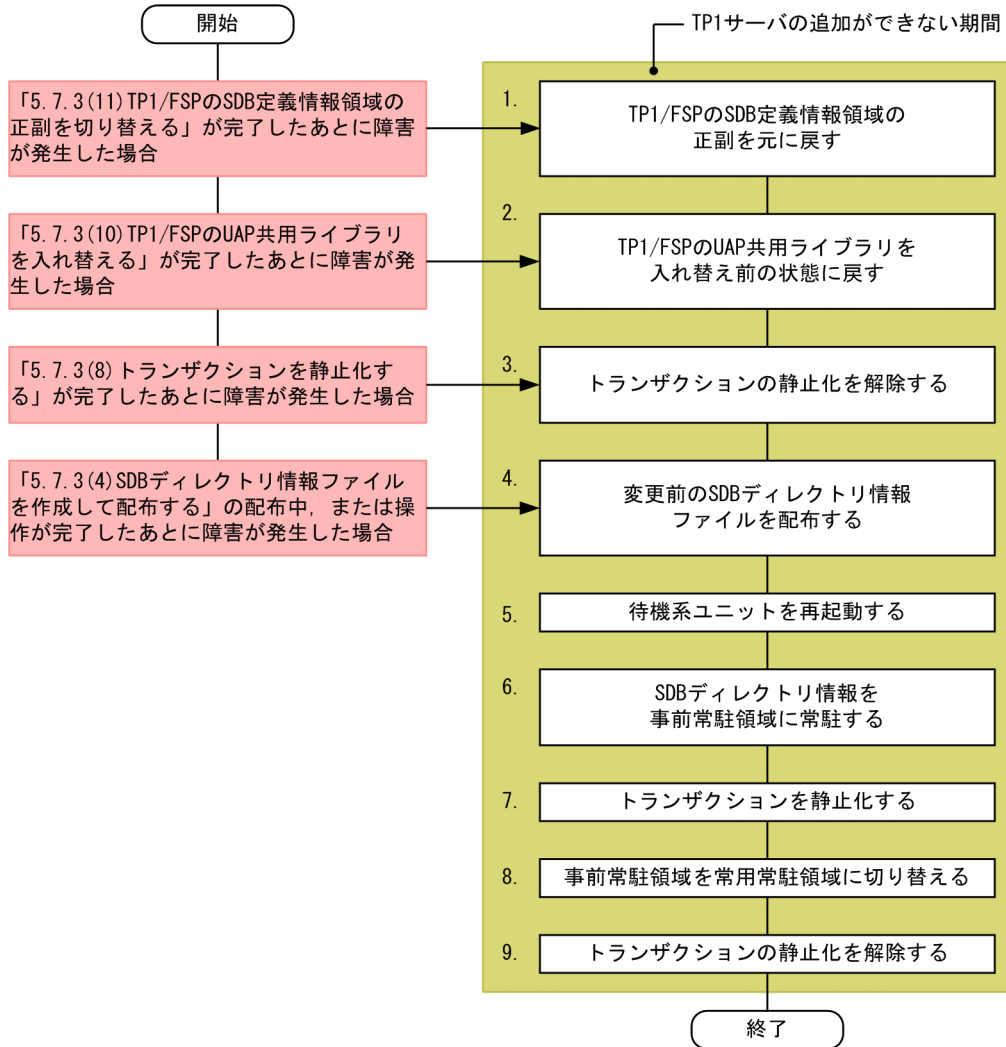 開始
TP1サーバの追加ができない期間
「5.7.3(11)TP1/FSPのSDB定義情報領域の
正副を切り替える」が完了したあとに障害
が発生した場合
1.
TP1/FSPのSDB定義情報領域の
正副を元に戻す
「5.7.3(10)TP1/FSPのUAP共用ライブラリ
を入れ替える」が完了したあとに障害が発
生した場合
2.
TP1/FSPのUAP共用ライブラリを
入れ替え前の状態に戻す
「5.7.3(8)トランザクションを静止化す
る」が完了したあとに障害が発生した場合
3.
トランザクションの静止化を解除する
「5.7.3(4)SDBディレクトリ情報ファイル
を作成して配布する」の配布中，または操
作が完了したあとに障害が発生した場合
4.
変更前のSDBディレクトリ情報
ファイルを配布する
5.
待機系ユニットを再起動する
6.
SDBディレクトリ情報を
事前常駐領域に常駐する
7.
トランザクションを静止化する
8.
事前常駐領域を常用常駐領域に切り替える
9.
トランザクションの静止化を解除する
終了